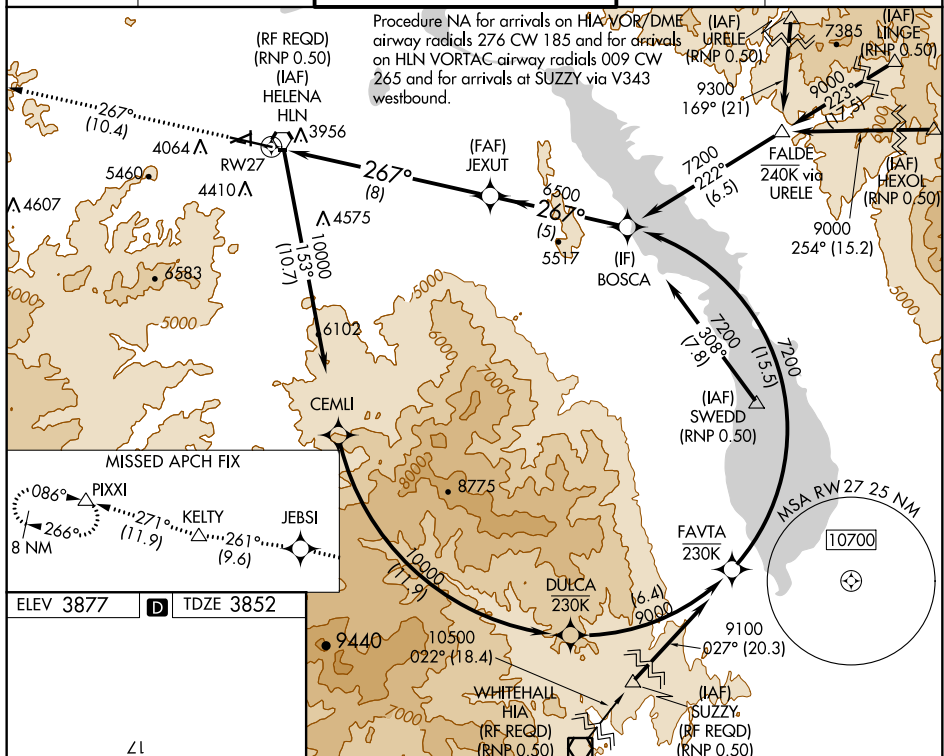 Procedure NA for arrivals on HIA VOR/DME
airway radials 276 CW 185 and for arrivals
on HLN VORTAC airway radials 009 CW
265 and for arrivals at SUZZY via V343
westbound.
(RF REQD)
(RNP 0.50)
(IAF)
HELENA
HLN
(IAF)
URELE
(RNP 0.50)
7385
(IAF)
LINGE
(RNP 0.50)
9300
169° (21)
9000
223°
(17.5)
267°
(10.4)
3956
4064
RW27
5460
4410
4607
4575
6583
267°
(8)
(FAF)
JEXUT
6500
267°
(5)
5517
(IF)
BOSCA
7200
222°
(6.5)
FALDE
240K via
URELE
(IAF)
HEXOL
(RNP 0.50)
9000
254° (15.2)
10000
153°
(10.7)
5000
5000
5000
5000
6000
8000
6102
CEMLI
8775
7200
308°
(7.8)
7200
(15.5)
(IAF)
SWEDD
(RNP 0.50)
MISSED APCH FIX
086°
PIXXI
266°
8 NM
271°
(11.9)
KELTY
261°
(9.6)
JEBSI
10000
(11.9)
DULCA
230K
(6.4)
9000
FAVTA
230K
MSA RW27 25 NM
10700
ELEV 3877
D
TDZE 3852
9440
10500
022° (18.4)
9100
027° (20.3)
WHITEHALL
HIA
(RF REQD)
(RNP 0.50)
(IAF)
SUZZY
(RF REQD)
(RNP 0.50)
17